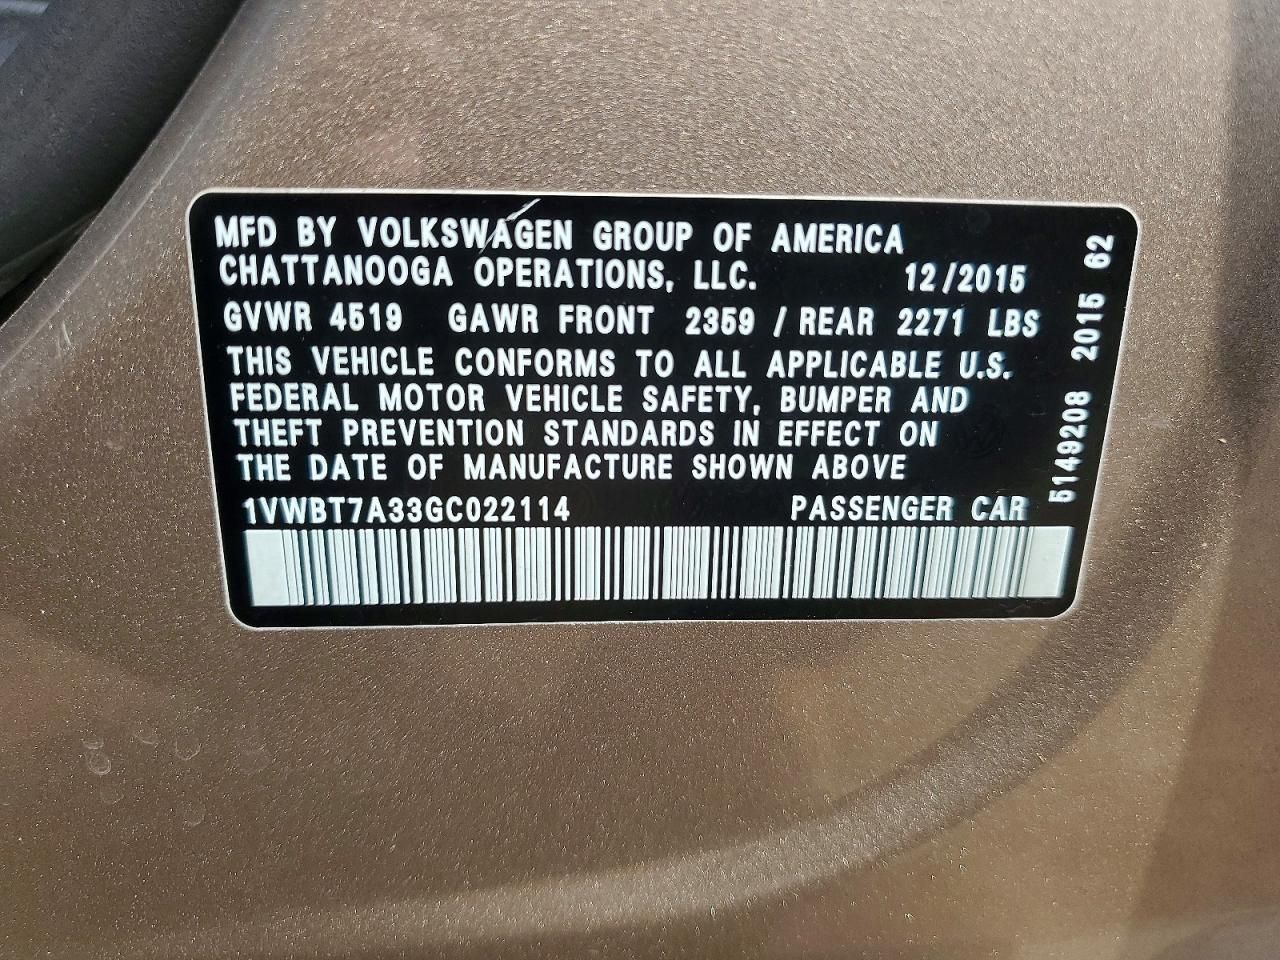 MFD BY VOLKSWAGEN GROUP OF AMERICA
CHATTANOOGA OPERATIONS, LLC. 12/2015
GVWR 4519 GAWR FRONT 2359 / REAR 2271 LBS
THIS VEHICLE CONFORMS TO ALL APPLICABLE U.S.
FEDERAL MOTOR VEHICLE SAFETY, BUMPER AND
THEFT PREVENTION STANDARDS IN EFFECT ON
THE DATE OF MANUFACTURE SHOWN ABOVE
1VWBT7A33GC022114 PASSENGER CAR
5149208 2015 62